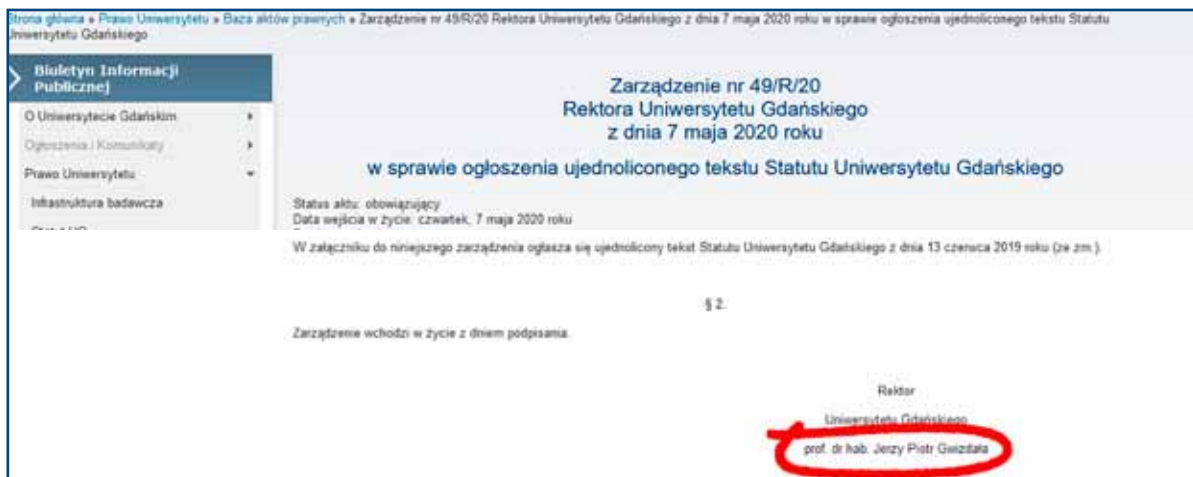 Strona główna » Prawo Uniwersytetu » Baza aktów prawnych » Zarządzenie nr 49/R/20 Rektora Uniwersytetu Gdańskiego z dnia 7 maja 2020 roku w sprawie ogłoszenia ujednoliconego tekstu Statutu
Uniwersytetu Gdańskiego
Biuletyn Informacji
Publicznej
O Uniwersytecie Gdańskim
Ogłoszenia i Komunikaty
Prawo Uniwersytetu
Infrastruktura badawcza
Statut UG
Zarządzenie nr 49/R/20
Rektora Uniwersytetu Gdańskiego
z dnia 7 maja 2020 roku
w sprawie ogłoszenia ujednoliconego tekstu Statutu Uniwersytetu Gdańskiego
Status aktu: obowiązujący
Data wejścia w życie: czwartek, 7 maja 2020 roku
W załączniku do niniejszego zarządzenia ogłasza się ujednolicony tekst Statutu Uniwersytetu Gdańskiego z dnia 13 czerwca 2019 roku (ze zm.).
§ 2.
Zarządzenie wchodzi w życie z dniem podpisania.
Rektor
Uniwersytetu Gdańskiego
prof. dr hab. Jerzy Piotr Gwizdała